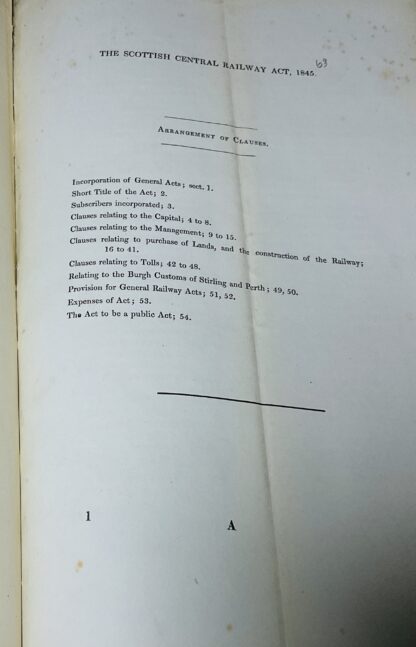 63
THE SCOTTISH CENTRAL RAILWAY ACT, 1845.
ARRANGEMENT OF CLAUSES.
Incorporation of General Acts; sect. 1.
Short Title of the Act; 2.
Subscribers incorporated; 3.
Clauses relating to the Capital; 4 to 8.
Clauses relating to the Management; 9 to 15.
Clauses relating to purchase of Lands, and the construction of the Railway;
16 to 41.
Clauses relating to Tolls; 42 to 48.
Relating to the Burgh Customs of Stirling and Perth; 49, 50.
Provision for General Railway Acts; 51, 52.
Expenses of Act; 53.
The Act to be a public Act; 54.
1 A